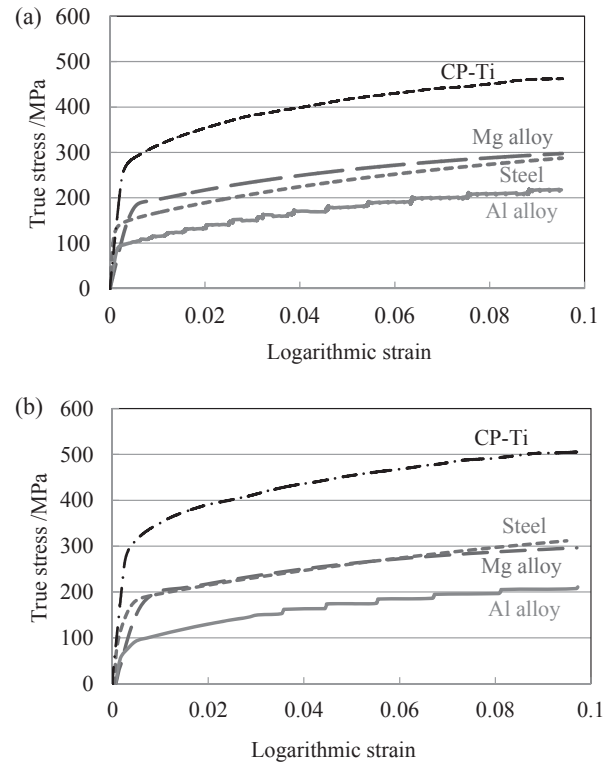 (a)
600
500
400
300
200
100
0
True stress /MPa
CP-Ti
Mg alloy
Steel
Al alloy
0 0.02 0.04 0.06 0.08 0.1
Logarithmic strain
(b)
600
500
400
300
200
100
0
True stress /MPa
CP-Ti
Steel
Mg alloy
Al alloy
0 0.02 0.04 0.06 0.08 0.1
Logarithmic strain